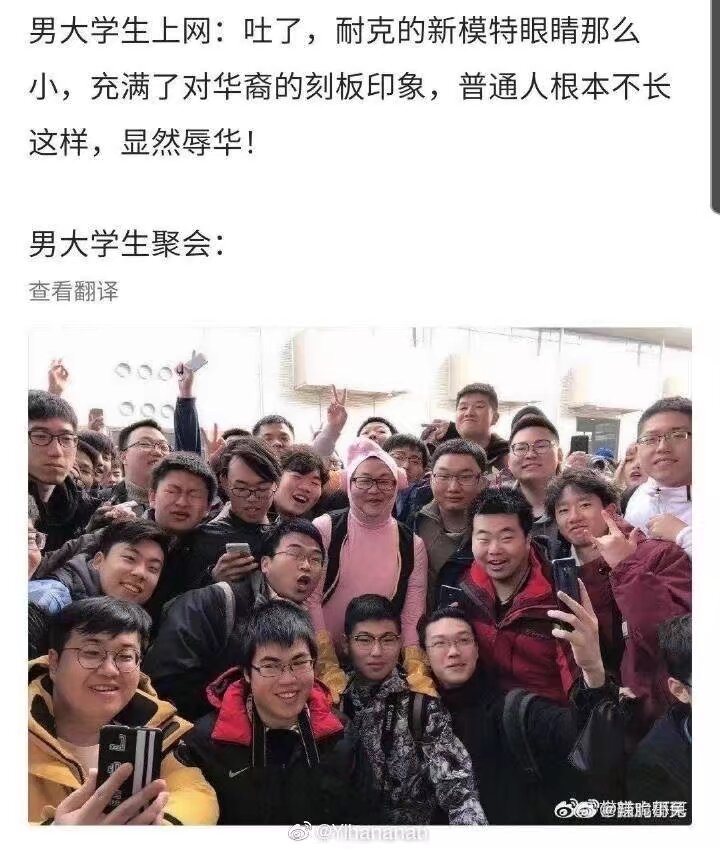 男大学生上网：吐了，耐克的新模特眼睛那么
小，充满了对华裔的刻板印象，普通人根本不长
这样，显然辱华！
男大学生聚会：
查看翻译
@Yihananan